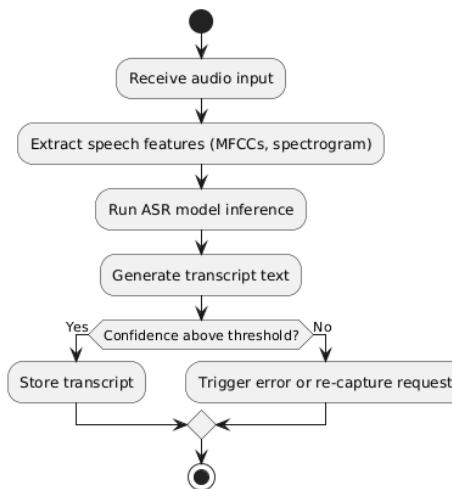 Receive audio input
Extract speech features (MFCCs, spectrogram)
Run ASR model inference
Generate transcript text
Confidence above threshold?
Yes
No
Store transcript
Trigger error or re-capture request